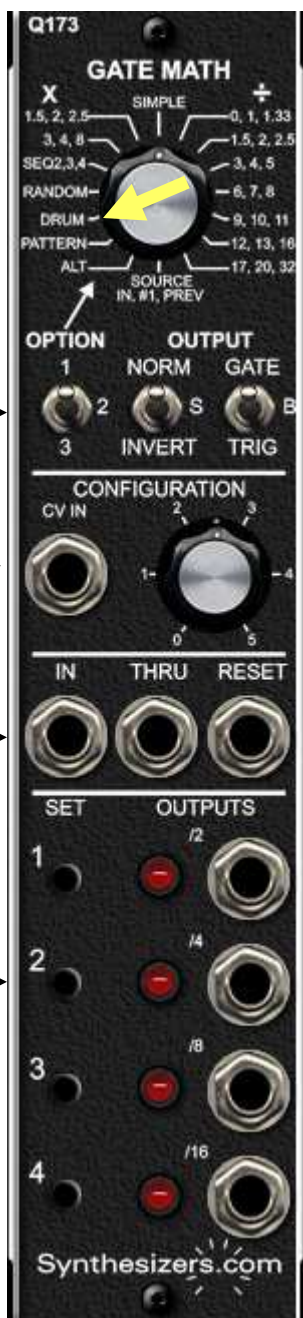 Q173
GATE MATH
X SIMPLE ÷
1.5, 2, 2.5 0, 1, 1.33
3, 4, 8 1.5, 2, 2.5
SEQ2,3,4 3, 4, 5
RANDOM 6, 7, 8
DRUM 9, 10, 11
PATTERN 12, 13, 16
ALT 17, 20, 32
SOURCE
IN, #1, PREV
OPTION OUTPUT
1 NORM GATE
2 S B
3 INVERT TRIG
CONFIGURATION
CV IN
2 3
1 4
0 5
IN THRU RESET
SET OUTPUTS
1 /2
2 /4
3 /8
4 /16
Synthesizers.com